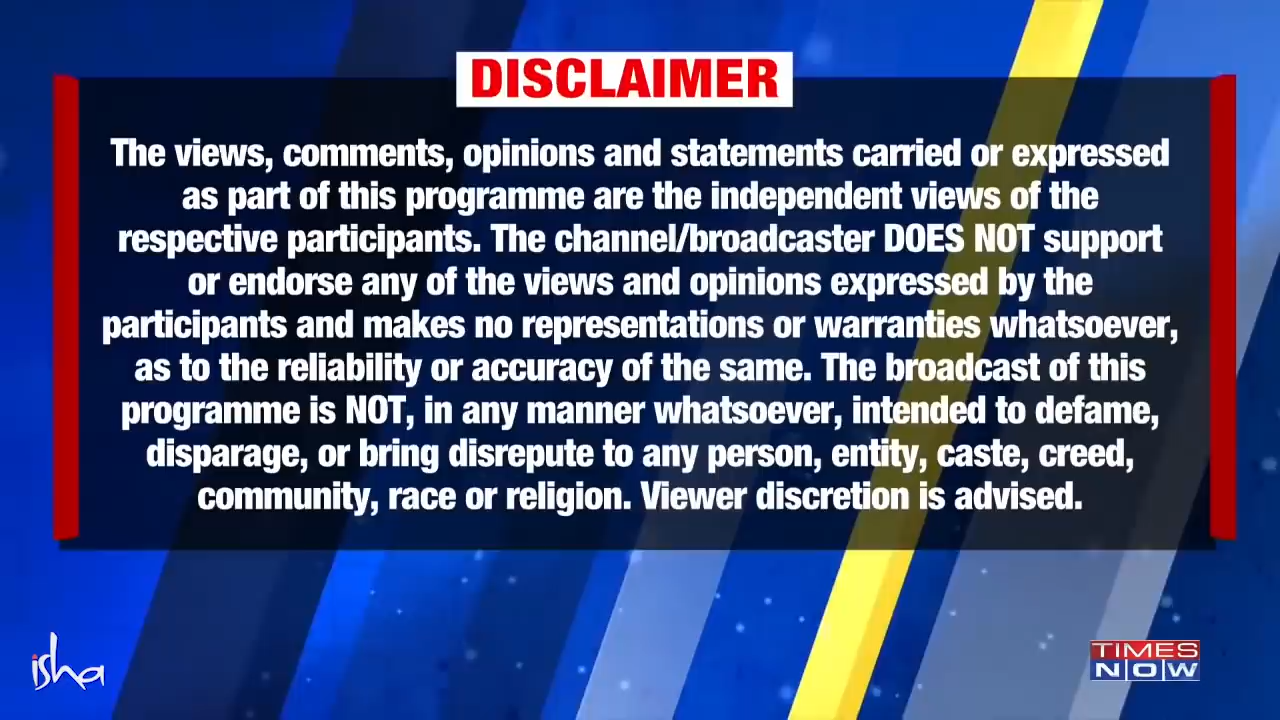 DISCLAIMER
The views, comments, opinions and statements carried or expressed
as part of this programme are the independent views of the
respective participants. The channel/broadcaster DOES NOT support
or endorse any of the views and opinions expressed by the
participants and makes no representations or warranties whatsoever,
as to the reliability or accuracy of the same. The broadcast of this
programme is NOT, in any manner whatsoever, intended to defame,
disparage, or bring disrepute to any person, entity, caste, creed,
community, race or religion. Viewer discretion is advised.
isha
TIMES
NOW